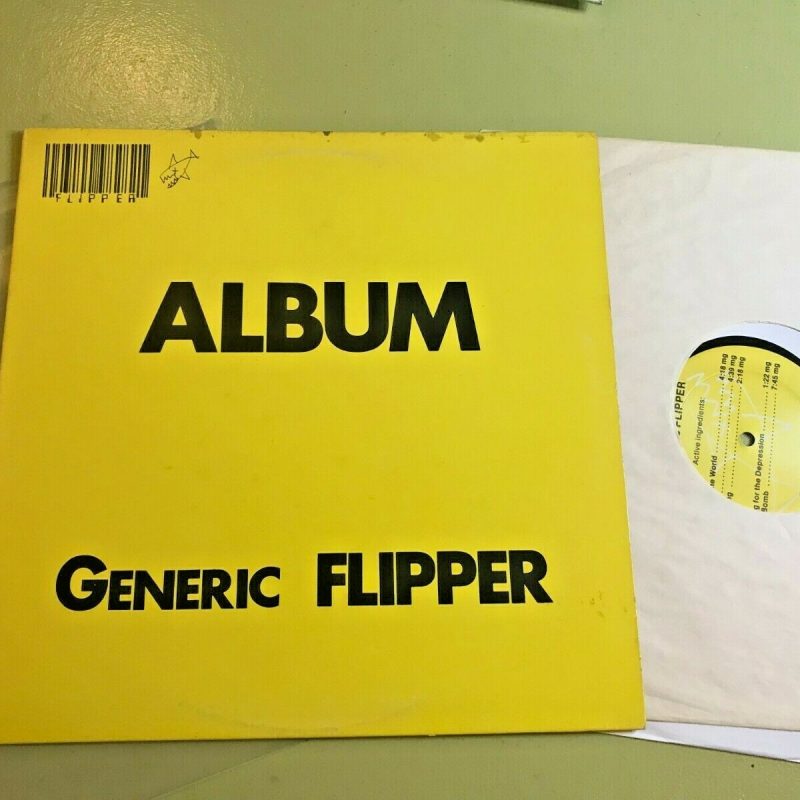 FLIPPER
ALBUM
GENERIC FLIPPER
FLIPPER
Active ingredients:
World ........ 4:18 mg
4:39 mg
2:18 mg
for the Depression ..... 1:22 mg
Bomb ........ 7:45 mg